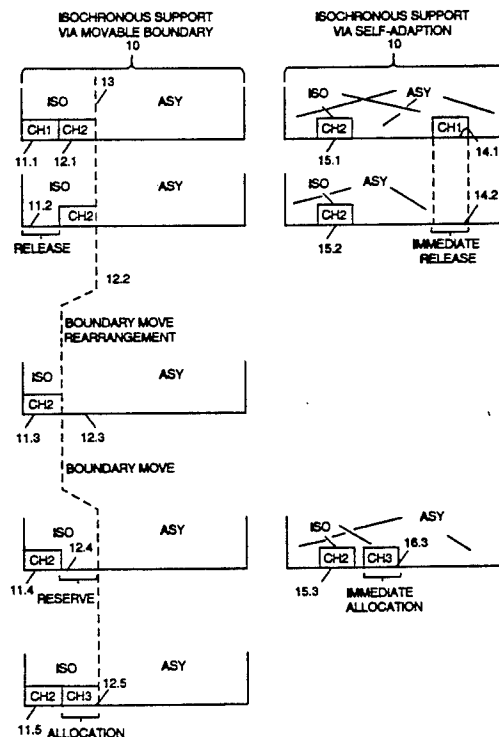 ISOCHRONOUS SUPPORT
VIA MOVABLE BOUNDARY
10
13
ISO
ASY
CH1
CH2
11.1
12.1
11.2
ISO
ASY
CH2
RELEASE
12.2
BOUNDARY MOVE
REARRANGEMENT
ISO
ASY
CH2
11.3
12.3
BOUNDARY MOVE
ISO
12.4
ASY
CH2
11.4
RESERVE
ISO
ASY
CH2
CH3
12.5
11.5
ALLOCATION
ISOCHRONOUS SUPPORT
VIA SELF-ADAPTION
10
ISO
ASY
CH2
CH1
15.1
14.1
ISO
ASY
14.2
CH2
15.2
IMMEDIATE
RELEASE
ISO
ASY
CH2
CH3
16.3
15.3
IMMEDIATE
ALLOCATION